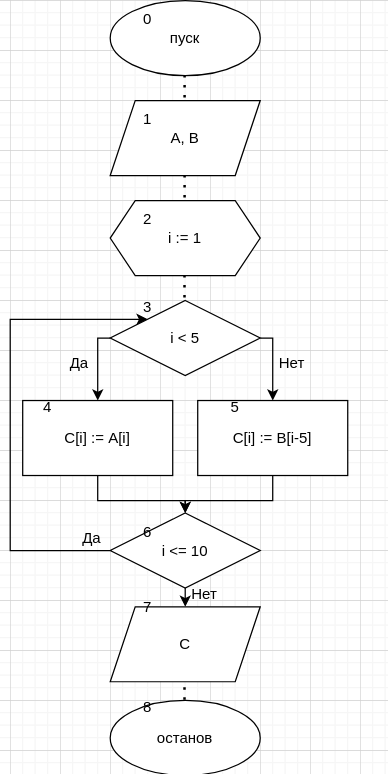 0
пуск
1
A, B
2
i := 1
3
i < 5
Да
Нет
4
C[i] := A[i]
5
C[i] := B[i-5]
6
i <= 10
Да
Нет
7
C
8
останов